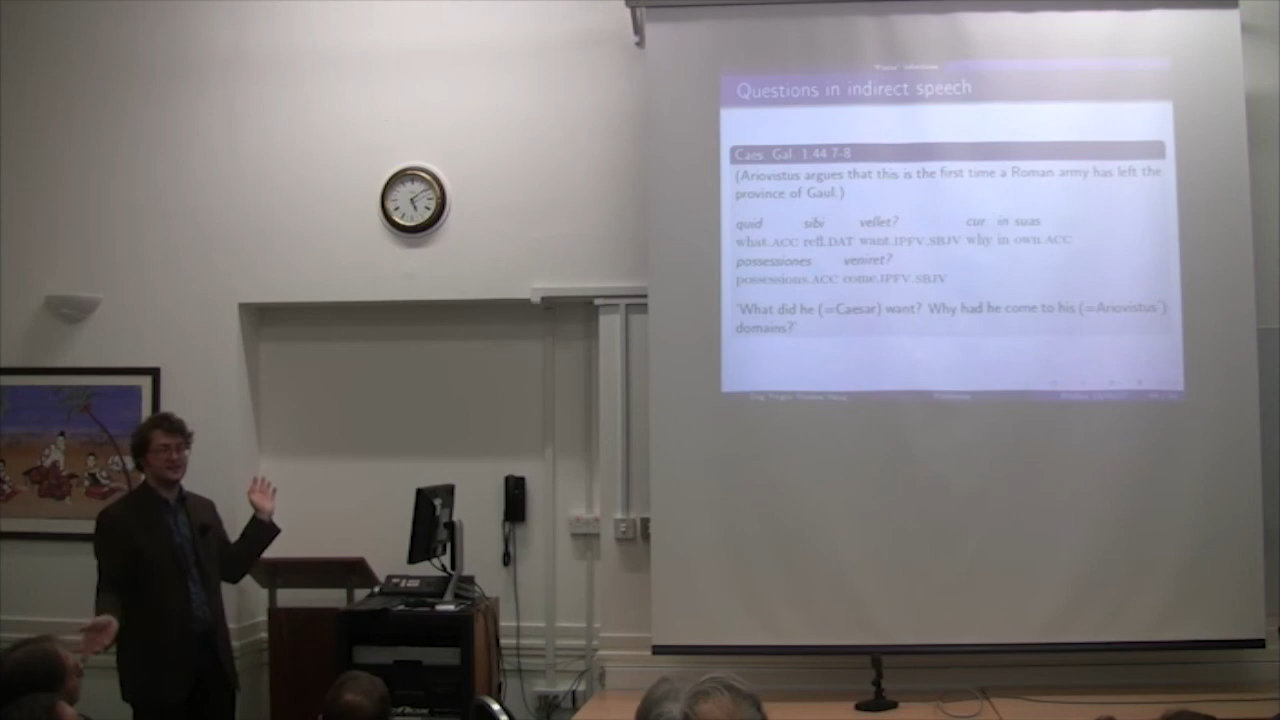 Questions in indirect speech
Caes. Gal. 1.44.7-8
(Ariovistus argues that this is the first time a Roman army has left the
province of Gaul.)
quid sibi vellet? cur in suas
what.ACC refl.DAT want.IPFV.SBJV why in own.ACC
possessiones veniret?
possessions.ACC come.IPFV.SBJV
'What did he (=Caesar) want? Why had he come to his (=Ariovistus')
domains?'